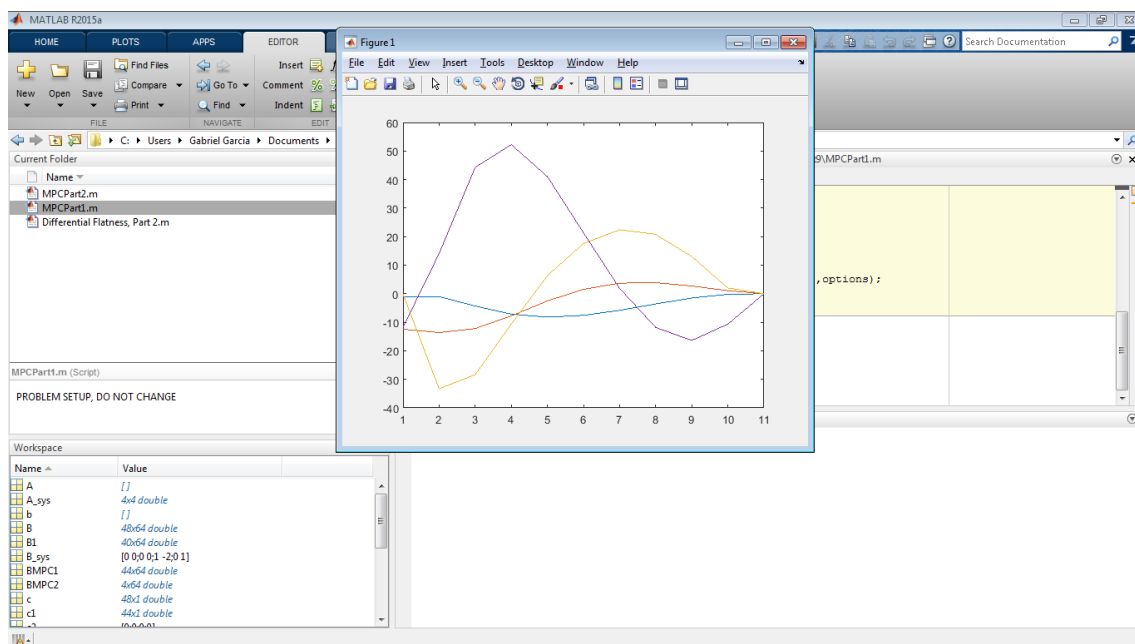 MATLAB R2015a
HOME PLOTS APPS EDITOR
Search Documentation
New Open Save
Find Files
Compare
Print
Go To
Find
Insert
Comment
Indent
FILE NAVIGATE EDIT
C: Users Gabriel Garcia Documents
Current Folder
Name
MPCPart2.m
MPCPart1.m
Differential Flatness, Part 2.m
MPCPart1.m (Script)
PROBLEM SETUP, DO NOT CHANGE
Workspace
Name Value
A [ ]
A_sys 4x4 double
b [ ]
B 48x64 double
B1 40x64 double
B_sys [0 0;0 0;1 -2;0 1]
BMPC1 44x64 double
BMPC2 4x64 double
c 48x1 double
c1 44x1 double
Figure 1
File Edit View Insert Tools Desktop Window Help
60
50
40
30
20
10
0
-10
-20
-30
-40
1 2 3 4 5 6 7 8 9 10 11
\MPCPart1.m
,options);